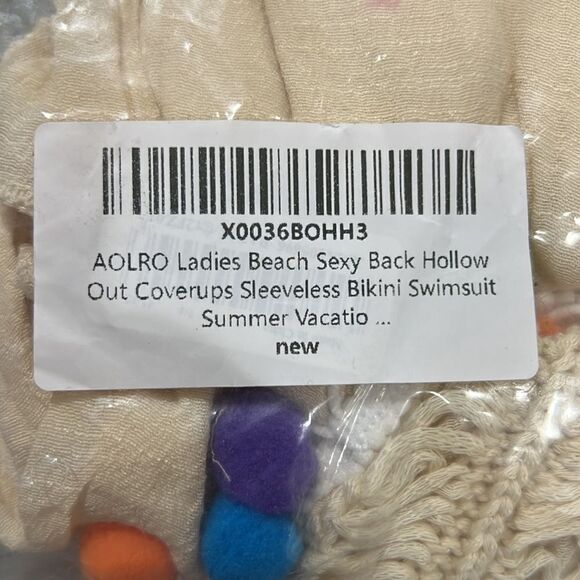 X0036BOHH3
AOLRO Ladies Beach Sexy Back Hollow
Out Coverups Sleeveless Bikini Swimsuit
Summer Vacatio ...
new